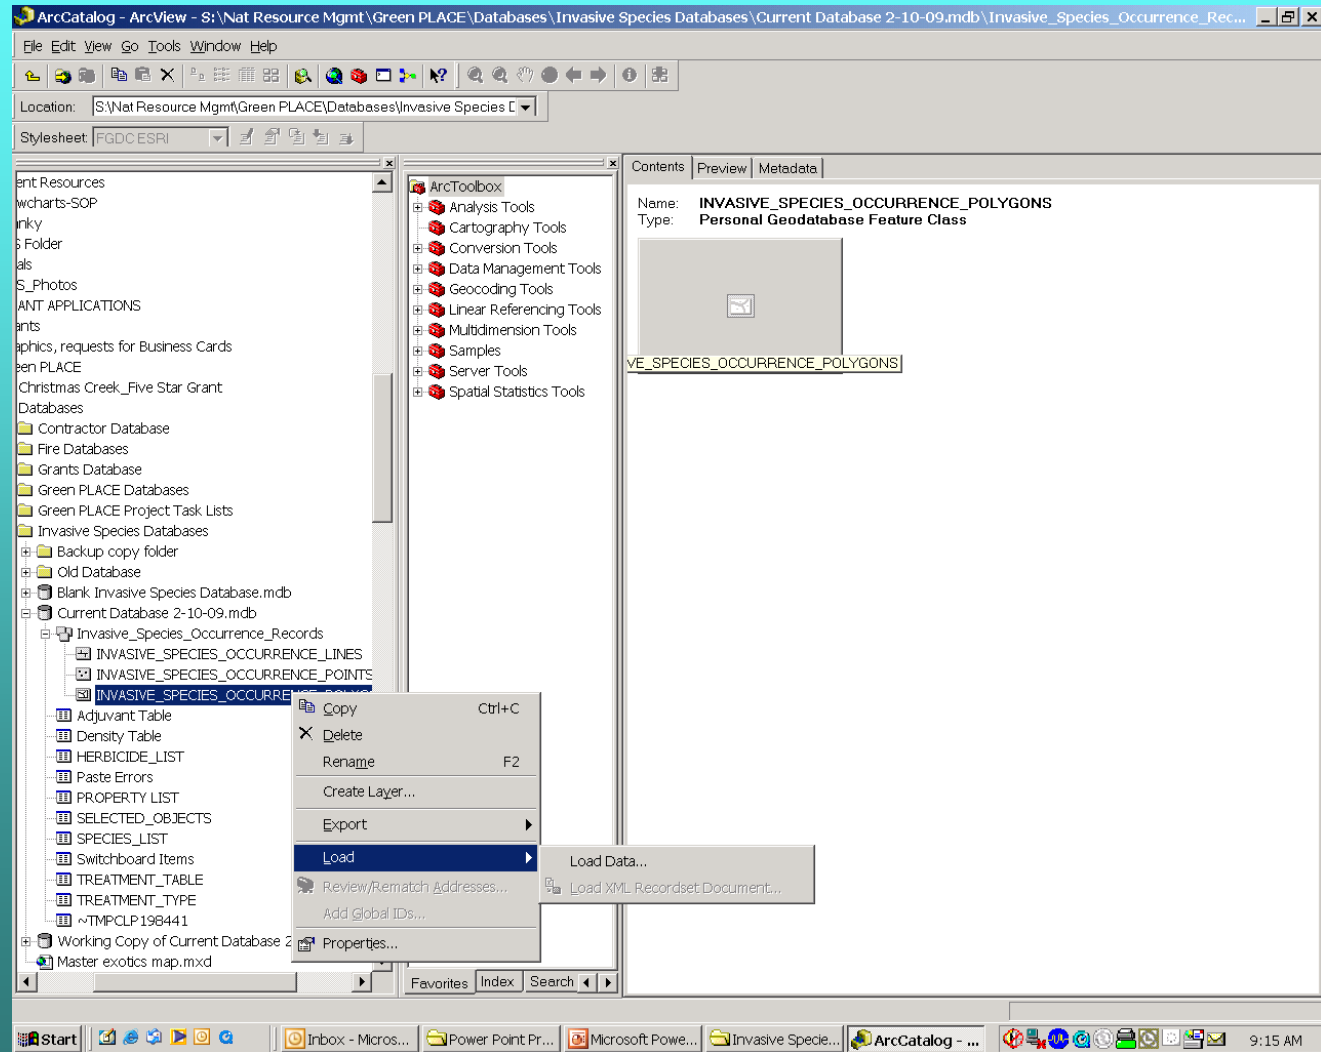 ArcCatalog - ArcView - S:\Nat Resource Mgmt\Green PLACE\Databases\Invasive Species Databases\Current Database 2-10-09.mdb\Invasive_Species_Occurrence_Rec...
File Edit View Go Tools Window Help
Location: S:\Nat Resource Mgmt\Green PLACE\Databases\Invasive Species D
Stylesheet: FGDC ESRI
ent Resources
wcharts-SOP
nky
S Folder
als
S_Photos
ANT APPLICATIONS
ants
aphics, requests for Business Cards
een PLACE
Christmas Creek_Five Star Grant
Databases
Contractor Database
Fire Databases
Grants Database
Green PLACE Databases
Green PLACE Project Task Lists
Invasive Species Databases
Backup copy folder
Old Database
Blank Invasive Species Database.mdb
Current Database 2-10-09.mdb
Invasive_Species_Occurrence_Records
INVASIVE_SPECIES_OCCURRENCE_LINES
INVASIVE_SPECIES_OCCURRENCE_POINTS
INVASIVE_SPECIES_OCCURRENCE_POLYG
Adjuvant Table
Density Table
HERBICIDE_LIST
Paste Errors
PROPERTY LIST
SELECTED_OBJECTS
SPECIES_LIST
Switchboard Items
TREATMENT_TABLE
TREATMENT_TYPE
~TMPCLP198441
Working Copy of Current Database 2
Master exotics map.mxd
Copy Ctrl+C
Delete
Rename F2
Create Layer...
Export
Load
Review/Rematch Addresses...
Add Global IDs...
Properties...
Load Data...
Load XML Recordset Document...
ArcToolbox
Analysis Tools
Cartography Tools
Conversion Tools
Data Management Tools
Geocoding Tools
Linear Referencing Tools
Multidimension Tools
Samples
Server Tools
Spatial Statistics Tools
Favorites Index Search
Contents Preview Metadata
Name: INVASIVE_SPECIES_OCCURRENCE_POLYGONS
Type: Personal Geodatabase Feature Class
VE_SPECIES_OCCURRENCE_POLYGONS
Start Inbox - Micros... Power Point Pr... Microsoft Powe... Invasive Specie... ArcCatalog - ... 9:15 AM